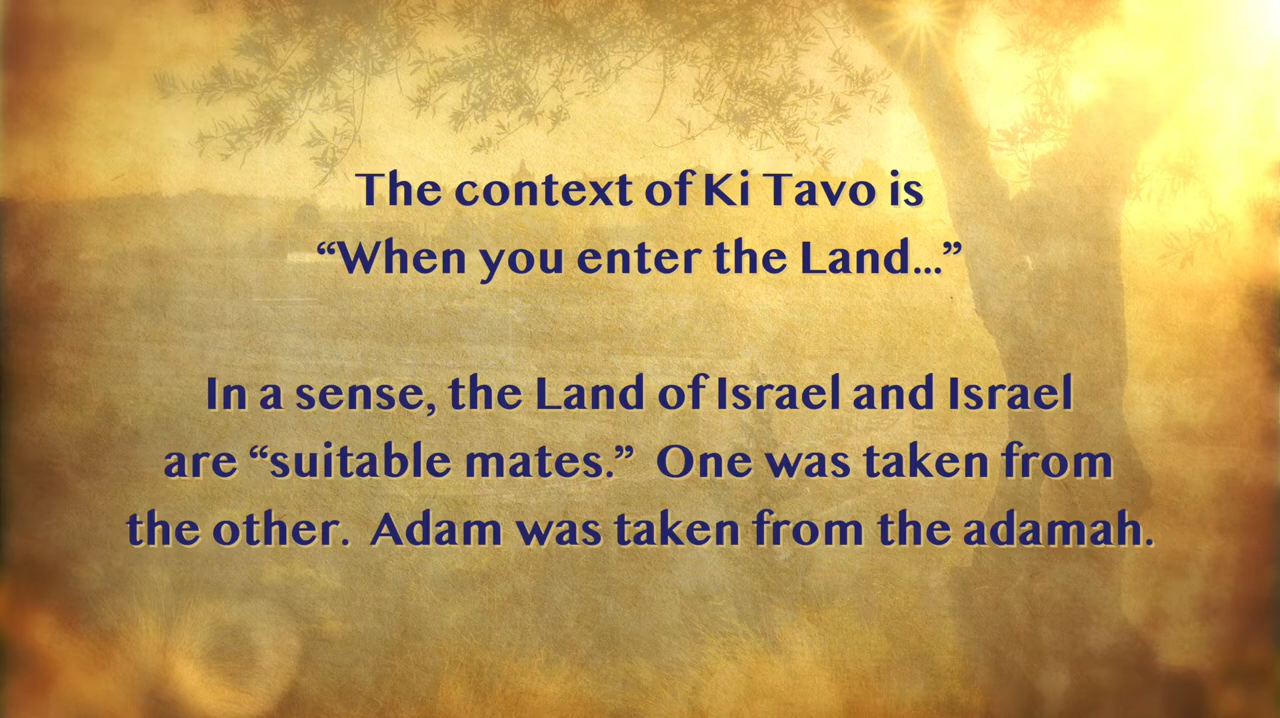 The context of Ki Tavo is
“When you enter the Land...”
In a sense, the Land of Israel and Israel
are “suitable mates.”  One was taken from
the other.  Adam was taken from the adamah.